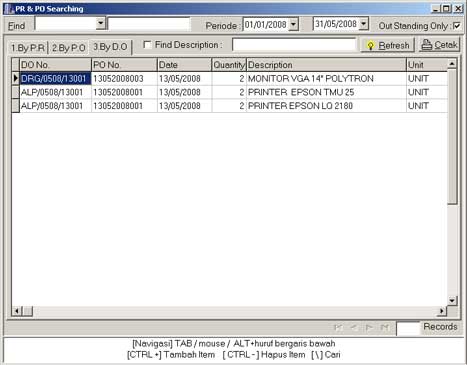 PR & PO Searching
Find Periode : 01/01/2008 31/05/2008 Out Standing Only :
1.By P.R 2.By P.O 3.By D.O Find Description : Refresh Cetak
DO No. PO No. Date Quantity Description Unit
DRG/0508/13001 13052008003 13/05/2008 2 MONITOR VGA 14" POLYTRON UNIT
ALP/0508/13001 13052008001 13/05/2008 2 PRINTER EPSON TMU 25 UNIT
ALP/0508/13001 13052008001 13/05/2008 2 PRINTER EPSON LQ 2180 UNIT
Records
[Navigasi] TAB / mouse / ALT+huruf bergaris bawah
[CTRL +] Tambah Item [ CTRL -] Hapus Item [ \ ] Cari